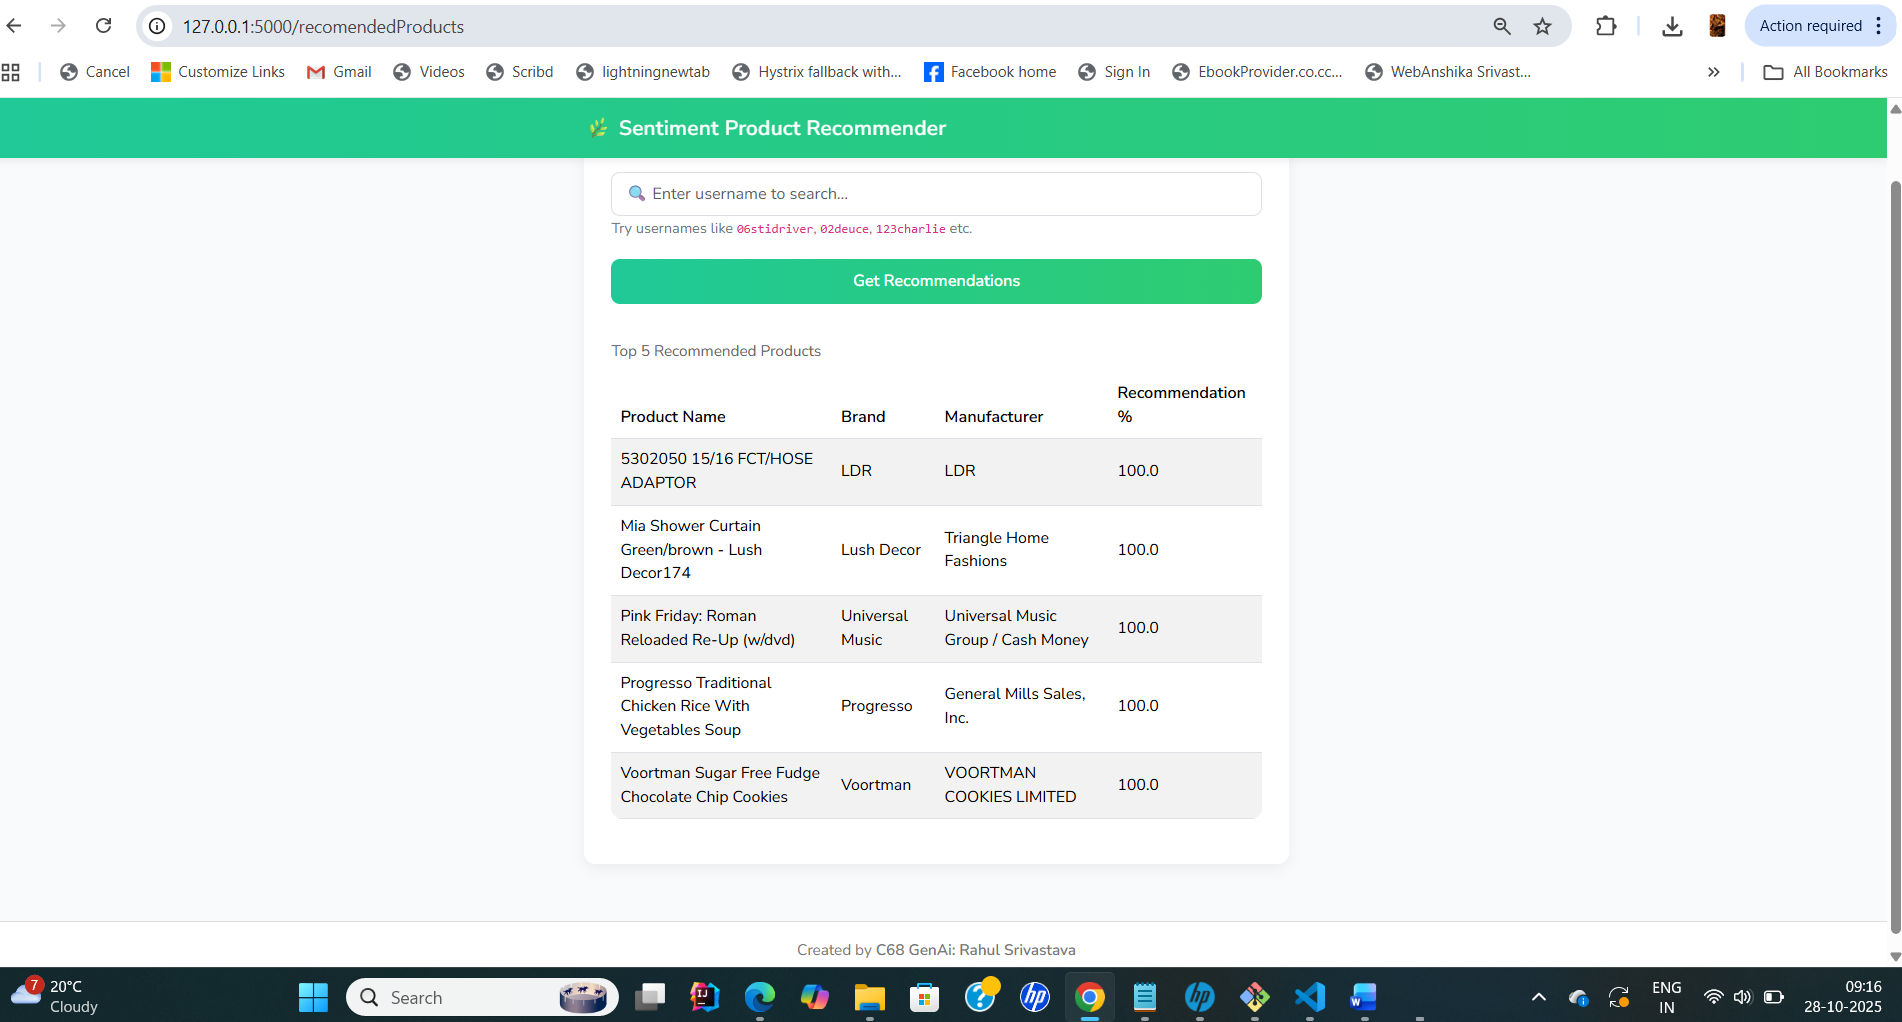 127.0.0.1:5000/recomendedProducts
Action required
Cancel Customize Links Gmail Videos Scribd lightningnewtab Hystrix fallback with... Facebook home Sign In EbookProvider.co.cc... WebAnshika Srivast... » All Bookmarks
Sentiment Product Recommender
Enter username to search...
Try usernames like 06stidriver, 02deuce, 123charlie etc.
Get Recommendations
Top 5 Recommended Products
Product Name Brand Manufacturer Recommendation
%
5302050 15/16 FCT/HOSE
ADAPTOR
LDR
LDR
100.0
Mia Shower Curtain
Green/brown - Lush
Decor174
Lush Decor
Triangle Home
Fashions
100.0
Pink Friday: Roman
Reloaded Re-Up (w/dvd)
Universal
Music
Universal Music
Group / Cash Money
100.0
Progresso Traditional
Chicken Rice With
Vegetables Soup
Progresso
General Mills Sales,
Inc.
100.0
Voortman Sugar Free Fudge
Chocolate Chip Cookies
Voortman
VOORTMAN
COOKIES LIMITED
100.0
Created by C68 GenAi: Rahul Srivastava
7
20°C
Cloudy
Search
IJ
?
hp
hp
W
ENG
IN
09:16
28-10-2025